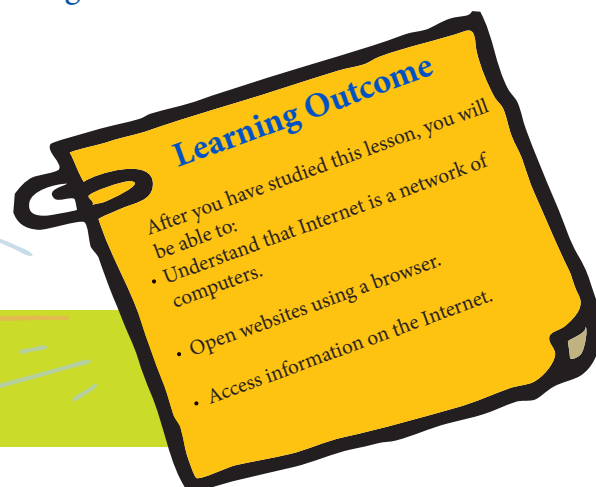 Learning Outcome
After you have studied this lesson, you will
be able to:
• Understand that Internet is a network of
computers.
• Open websites using a browser.
• Access information on the Internet.